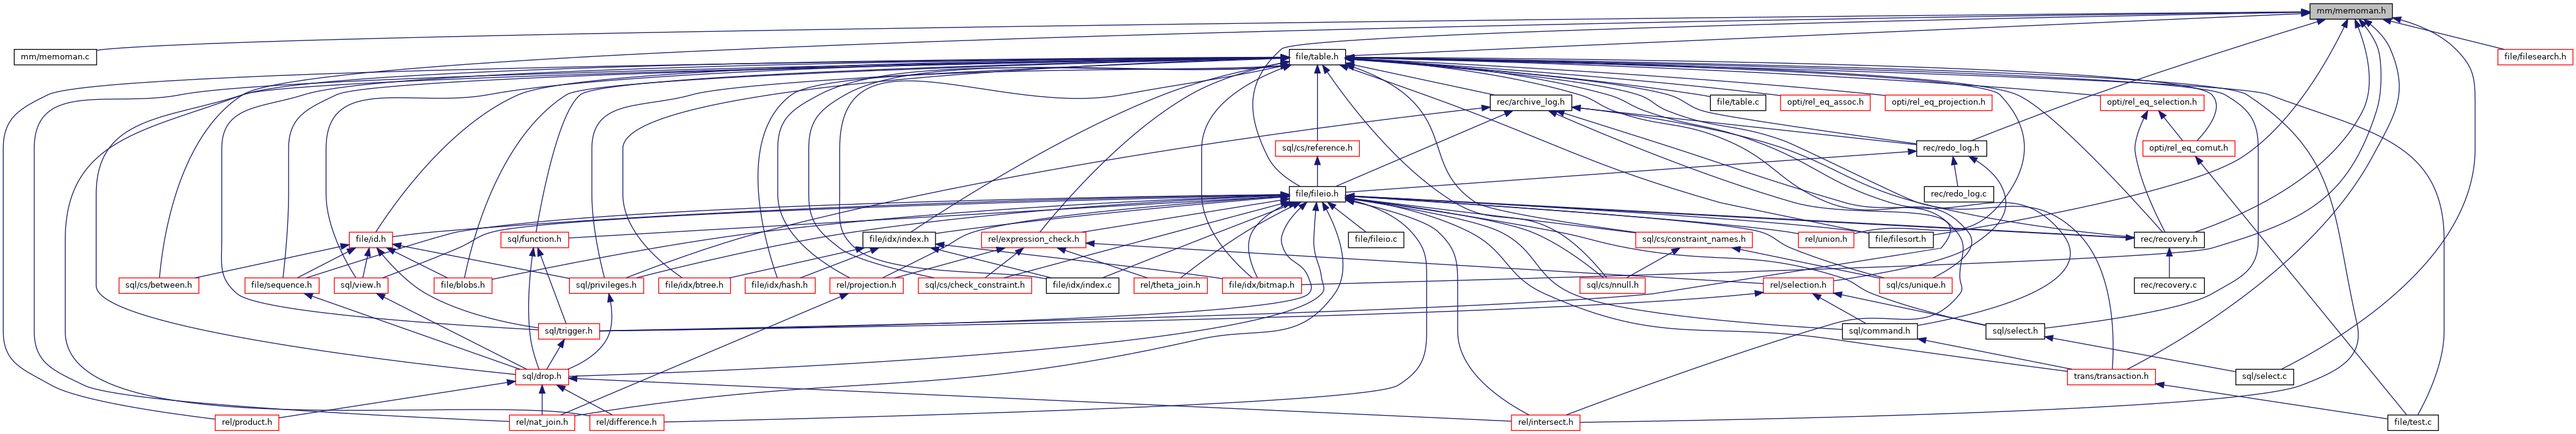 mm/memoman.h
mm/memoman.c
file/table.h
file/filesearch.h
rec/archive_log.h
file/table.c
opti/rel_eq_assoc.h
opti/rel_eq_projection.h
opti/rel_eq_selection.h
sql/cs/reference.h
rec/redo_log.h
opti/rel_eq_comut.h
file/fileio.h
rec/redo_log.c
file/id.h
sql/function.h
file/idx/index.h
rel/expression_check.h
file/fileio.c
sql/cs/constraint_names.h
rel/union.h
file/filesort.h
rec/recovery.h
sql/cs/between.h
file/sequence.h
sql/view.h
file/blobs.h
sql/privileges.h
file/idx/btree.h
file/idx/hash.h
rel/projection.h
sql/cs/check_constraint.h
file/idx/index.c
rel/theta_join.h
file/idx/bitmap.h
sql/cs/nnull.h
rel/selection.h
sql/cs/unique.h
rec/recovery.c
sql/trigger.h
sql/command.h
sql/select.h
sql/drop.h
trans/transaction.h
sql/select.c
rel/product.h
rel/nat_join.h
rel/difference.h
rel/intersect.h
file/test.c